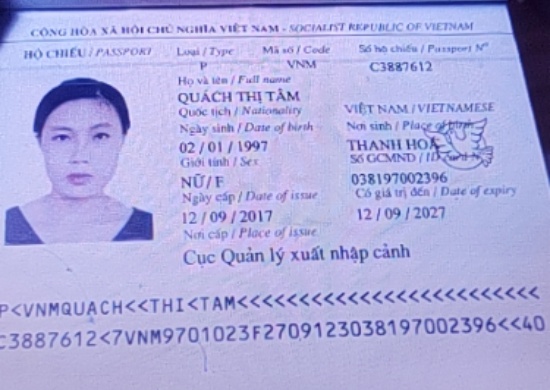 CỘNG HÒA XÃ HỘI CHỦ NGHĨA VIỆT NAM - SOCIALIST REPUBLIC OF VIETNAM
HỘ CHIẾU / PASSPORT Loại / Type Mã số / Code Số hộ chiếu / Passport Nº
P VNM C3887612
Họ và tên / Full name
QUÁCH THỊ TÂM
Quốc tịch / Nationality VIỆT NAM / VIETNAMESE
Ngày sinh / Date of birth Nơi sinh / Place of birth
02 / 01 / 1997 THANH HOÁ
Giới tính / Sex Số GCMND / ID card Nº
NỮ / F 038197002396
Ngày cấp / Date of issue Có giá trị đến / Date of expiry
12 / 09 / 2017 12 / 09 / 2027
Nơi cấp / Place of issue
Cục Quản lý xuất nhập cảnh
P<VNMQUACH<<THI<TAM<<<<<<<<<<<<<<<<<<<<<<<<<
C3887612<7VNM9701023F2709123038197002396<<40